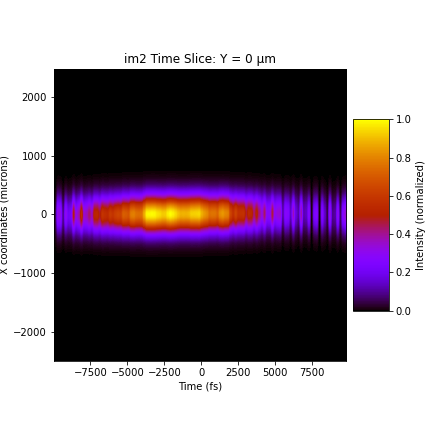 im2 Time Slice: Y = 0 μm
X coordinates (microns)
2000
1000
0
−1000
−2000
−7500 −5000 −2500 0 2500 5000 7500
Time (fs)
1.0
0.8
0.6
0.4
0.2
0.0
Intensity (normalized)